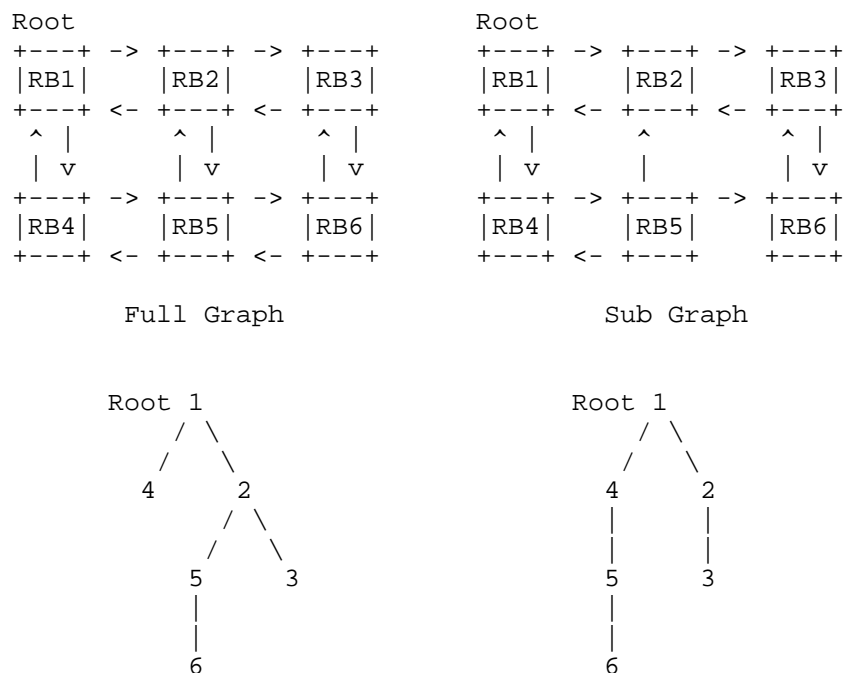 Root                                   Root
+---+ -> +---+ -> +---+     +---+ -> +---+ -> +---+
|RB1|    |RB2|    |RB3|     |RB1|    |RB2|    |RB3|
+---+ <- +---+ <- +---+     +---+ <- +---+ <- +---+
 ^ |      ^ |      ^ |       ^ |      ^        ^ |
 | v      | v      | v       | v      |        | v
+---+ -> +---+ -> +---+     +---+ -> +---+ -> +---+
|RB4|    |RB5|    |RB6|     |RB4|    |RB5|    |RB6|
+---+ <- +---+ <- +---+     +---+ <- +---+    +---+
Full Graph                  Sub Graph
Root 1                      Root 1
/ \                         / \
/   \                       /   \
4     2                     4     2
/ \                         |     |
/   \                       |     |
5     3                     5     3
|                           |
|                           |
6                           6